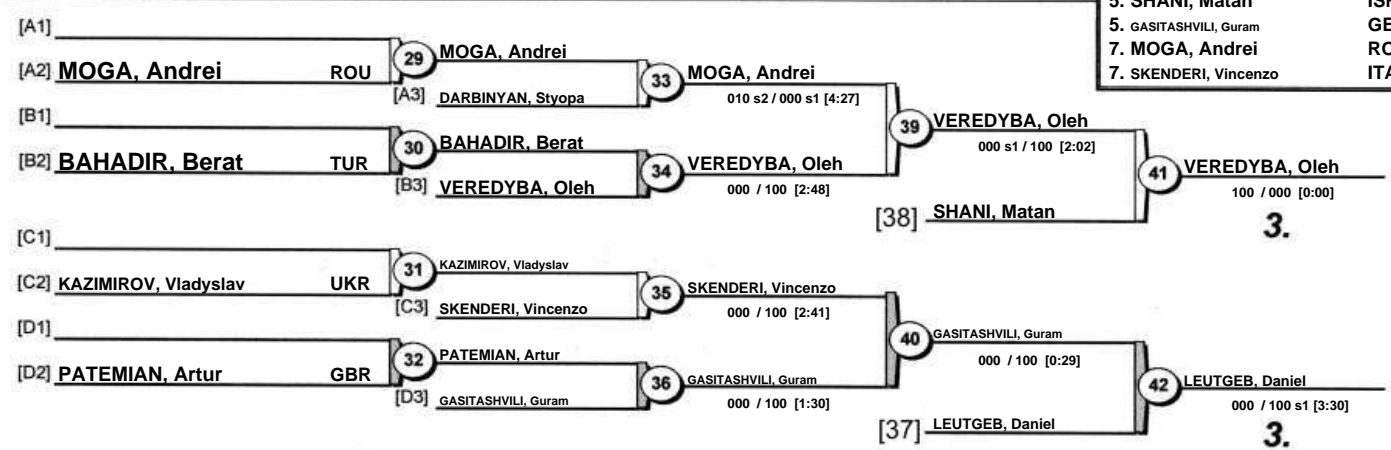 5. SHANI, Matan
5. GASITASHVILI, Guram
7. MOGA, Andrei
7. SKENDERI, Vincenzo ITA
[A1]
[A2] MOGA, Andrei ROU
29
MOGA, Andrei
[A3] DARBINYAN, Styopa
33
MOGA, Andrei
010 s2 / 000 s1 [4:27]
[B1]
[B2] BAHADIR, Berat TUR
30
BAHADIR, Berat
[B3] VEREDYBA, Oleh
34
VEREDYBA, Oleh
000 / 100 [2:48]
39
VEREDYBA, Oleh
000 s1 / 100 [2:02]
[38] SHANI, Matan
41
VEREDYBA, Oleh
100 / 000 [0:00]
3.
[C1]
[C2] KAZIMIROV, Vladyslav UKR
31
KAZIMIROV, Vladyslav
[C3] SKENDERI, Vincenzo
35
SKENDERI, Vincenzo
000 / 100 [2:41]
[D1]
[D2] PATEMIAN, Artur GBR
32
PATEMIAN, Artur
[D3] GASITASHVILI, Guram
36
GASITASHVILI, Guram
000 / 100 [1:30]
40
GASITASHVILI, Guram
000 / 100 [0:29]
[37] LEUTGEB, Daniel
42
LEUTGEB, Daniel
000 / 100 s1 [3:30]
3.